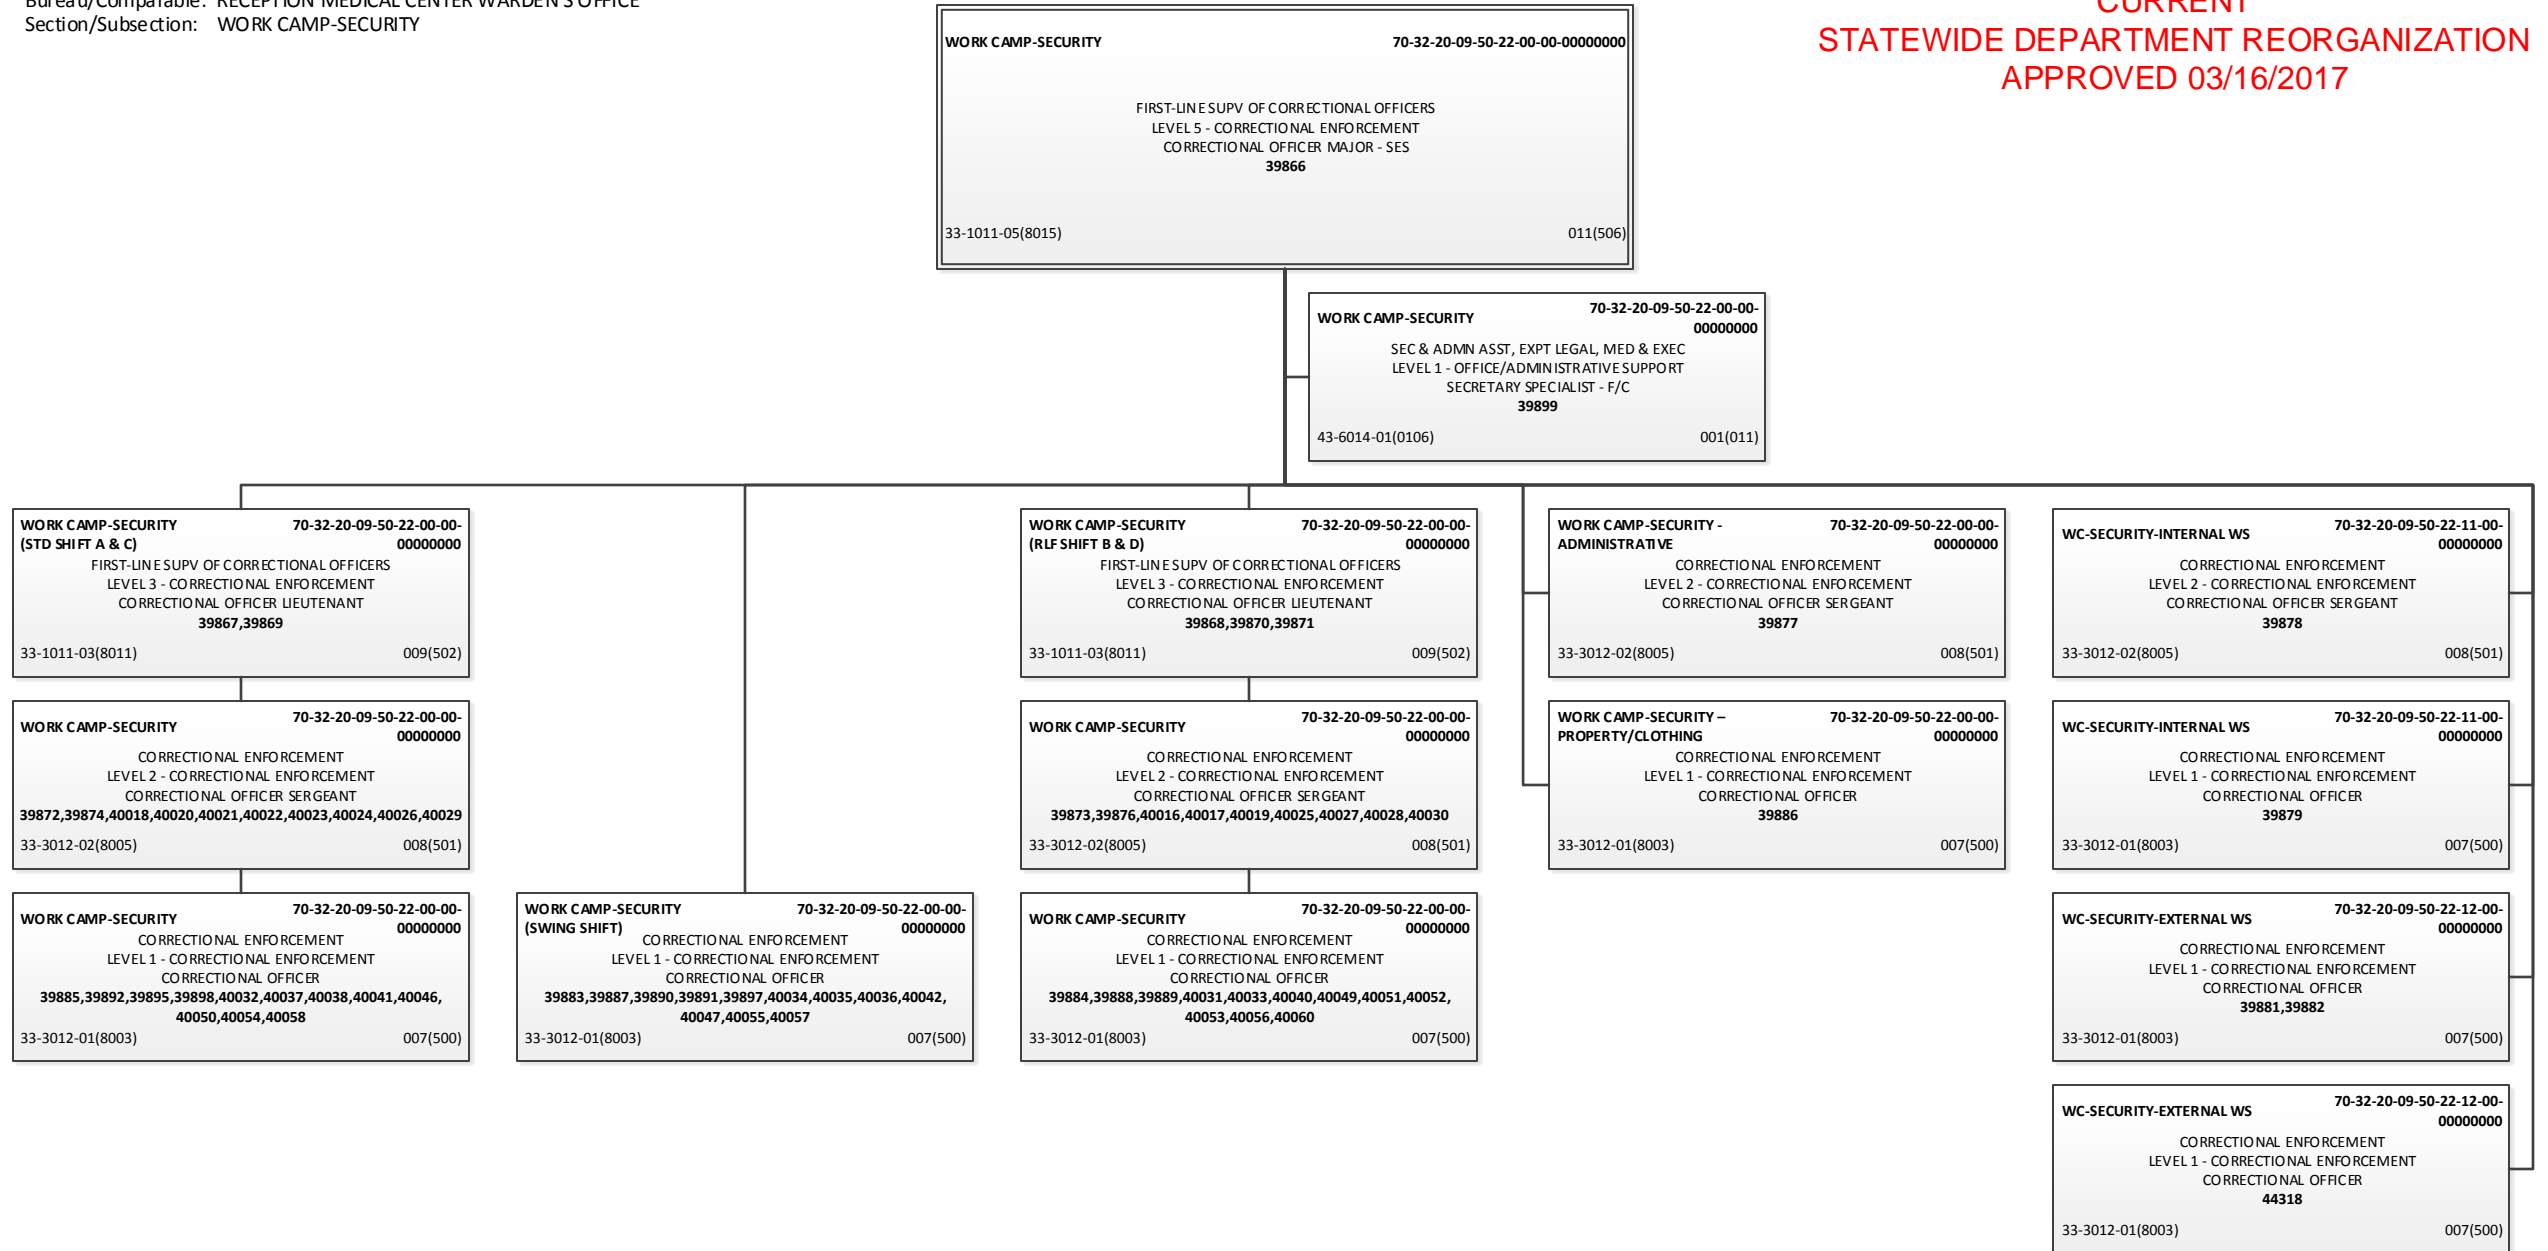 Bureau/Comparable: RECEPTION MEDICAL CENTER WARDEN'S OFFICE
Section/Subsection: WORK CAMP-SECURITY
CURRENT
STATEWIDE DEPARTMENT REORGANIZATION
APPROVED 03/16/2017
WORK CAMP-SECURITY 70-32-20-09-50-22-00-00-00000000
FIRST-LINE SUPV OF CORRECTIONAL OFFICERS
LEVEL 5 - CORRECTIONAL ENFORCEMENT
CORRECTIONAL OFFICER MAJOR - SES
39866
33-1011-05(8015) 011(506)
WORK CAMP-SECURITY 70-32-20-09-50-22-00-00-
00000000
SEC & ADMN ASST, EXPT LEGAL, MED & EXEC
LEVEL 1 - OFFICE/ADMINISTRATIVE SUPPORT
SECRETARY SPECIALIST - F/C
39899
43-6014-01(0106) 001(011)
WORK CAMP-SECURITY 70-32-20-09-50-22-00-00-
(STD SHIFT A & C) 00000000
FIRST-LINE SUPV OF CORRECTIONAL OFFICERS
LEVEL 3 - CORRECTIONAL ENFORCEMENT
CORRECTIONAL OFFICER LIEUTENANT
39867,39869
33-1011-03(8011) 009(502)
WORK CAMP-SECURITY 70-32-20-09-50-22-00-00-
00000000
CORRECTIONAL ENFORCEMENT
LEVEL 2 - CORRECTIONAL ENFORCEMENT
CORRECTIONAL OFFICER SERGEANT
39872,39874,40018,40020,40021,40022,40023,40024,40026,40029
33-3012-02(8005) 008(501)
WORK CAMP-SECURITY 70-32-20-09-50-22-00-00-
00000000
CORRECTIONAL ENFORCEMENT
LEVEL 1 - CORRECTIONAL ENFORCEMENT
CORRECTIONAL OFFICER
39885,39892,39895,39898,40032,40037,40038,40041,40046,
40050,40054,40058
33-3012-01(8003) 007(500)
WORK CAMP-SECURITY 70-32-20-09-50-22-00-00-
(SWING SHIFT) 00000000
CORRECTIONAL ENFORCEMENT
LEVEL 1 - CORRECTIONAL ENFORCEMENT
CORRECTIONAL OFFICER
39883,39887,39890,39891,39897,40034,40035,40036,40042,
40047,40055,40057
33-3012-01(8003) 007(500)
WORK CAMP-SECURITY 70-32-20-09-50-22-00-00-
(RLF SHIFT B & D) 00000000
FIRST-LINE SUPV OF CORRECTIONAL OFFICERS
LEVEL 3 - CORRECTIONAL ENFORCEMENT
CORRECTIONAL OFFICER LIEUTENANT
39868,39870,39871
33-1011-03(8011) 009(502)
WORK CAMP-SECURITY 70-32-20-09-50-22-00-00-
00000000
CORRECTIONAL ENFORCEMENT
LEVEL 2 - CORRECTIONAL ENFORCEMENT
CORRECTIONAL OFFICER SERGEANT
39873,39876,40016,40017,40019,40025,40027,40028,40030
33-3012-02(8005) 008(501)
WORK CAMP-SECURITY 70-32-20-09-50-22-00-00-
00000000
CORRECTIONAL ENFORCEMENT
LEVEL 1 - CORRECTIONAL ENFORCEMENT
CORRECTIONAL OFFICER
39884,39888,39889,40031,40033,40040,40049,40051,40052,
40053,40056,40060
33-3012-01(8003) 007(500)
WORK CAMP-SECURITY - 70-32-20-09-50-22-00-00-
ADMINISTRATIVE 00000000
CORRECTIONAL ENFORCEMENT
LEVEL 2 - CORRECTIONAL ENFORCEMENT
CORRECTIONAL OFFICER SERGEANT
39877
33-3012-02(8005) 008(501)
WORK CAMP-SECURITY – 70-32-20-09-50-22-00-00-
PROPERTY/CLOTHING 00000000
CORRECTIONAL ENFORCEMENT
LEVEL 1 - CORRECTIONAL ENFORCEMENT
CORRECTIONAL OFFICER
39886
33-3012-01(8003) 007(500)
WC-SECURITY-INTERNAL WS 70-32-20-09-50-22-11-00-
00000000
CORRECTIONAL ENFORCEMENT
LEVEL 2 - CORRECTIONAL ENFORCEMENT
CORRECTIONAL OFFICER SERGEANT
39878
33-3012-02(8005) 008(501)
WC-SECURITY-INTERNAL WS 70-32-20-09-50-22-11-00-
00000000
CORRECTIONAL ENFORCEMENT
LEVEL 1 - CORRECTIONAL ENFORCEMENT
CORRECTIONAL OFFICER
39879
33-3012-01(8003) 007(500)
WC-SECURITY-EXTERNAL WS 70-32-20-09-50-22-12-00-
00000000
CORRECTIONAL ENFORCEMENT
LEVEL 1 - CORRECTIONAL ENFORCEMENT
CORRECTIONAL OFFICER
39881,39882
33-3012-01(8003) 007(500)
WC-SECURITY-EXTERNAL WS 70-32-20-09-50-22-12-00-
00000000
CORRECTIONAL ENFORCEMENT
LEVEL 1 - CORRECTIONAL ENFORCEMENT
CORRECTIONAL OFFICER
44318
33-3012-01(8003) 007(500)